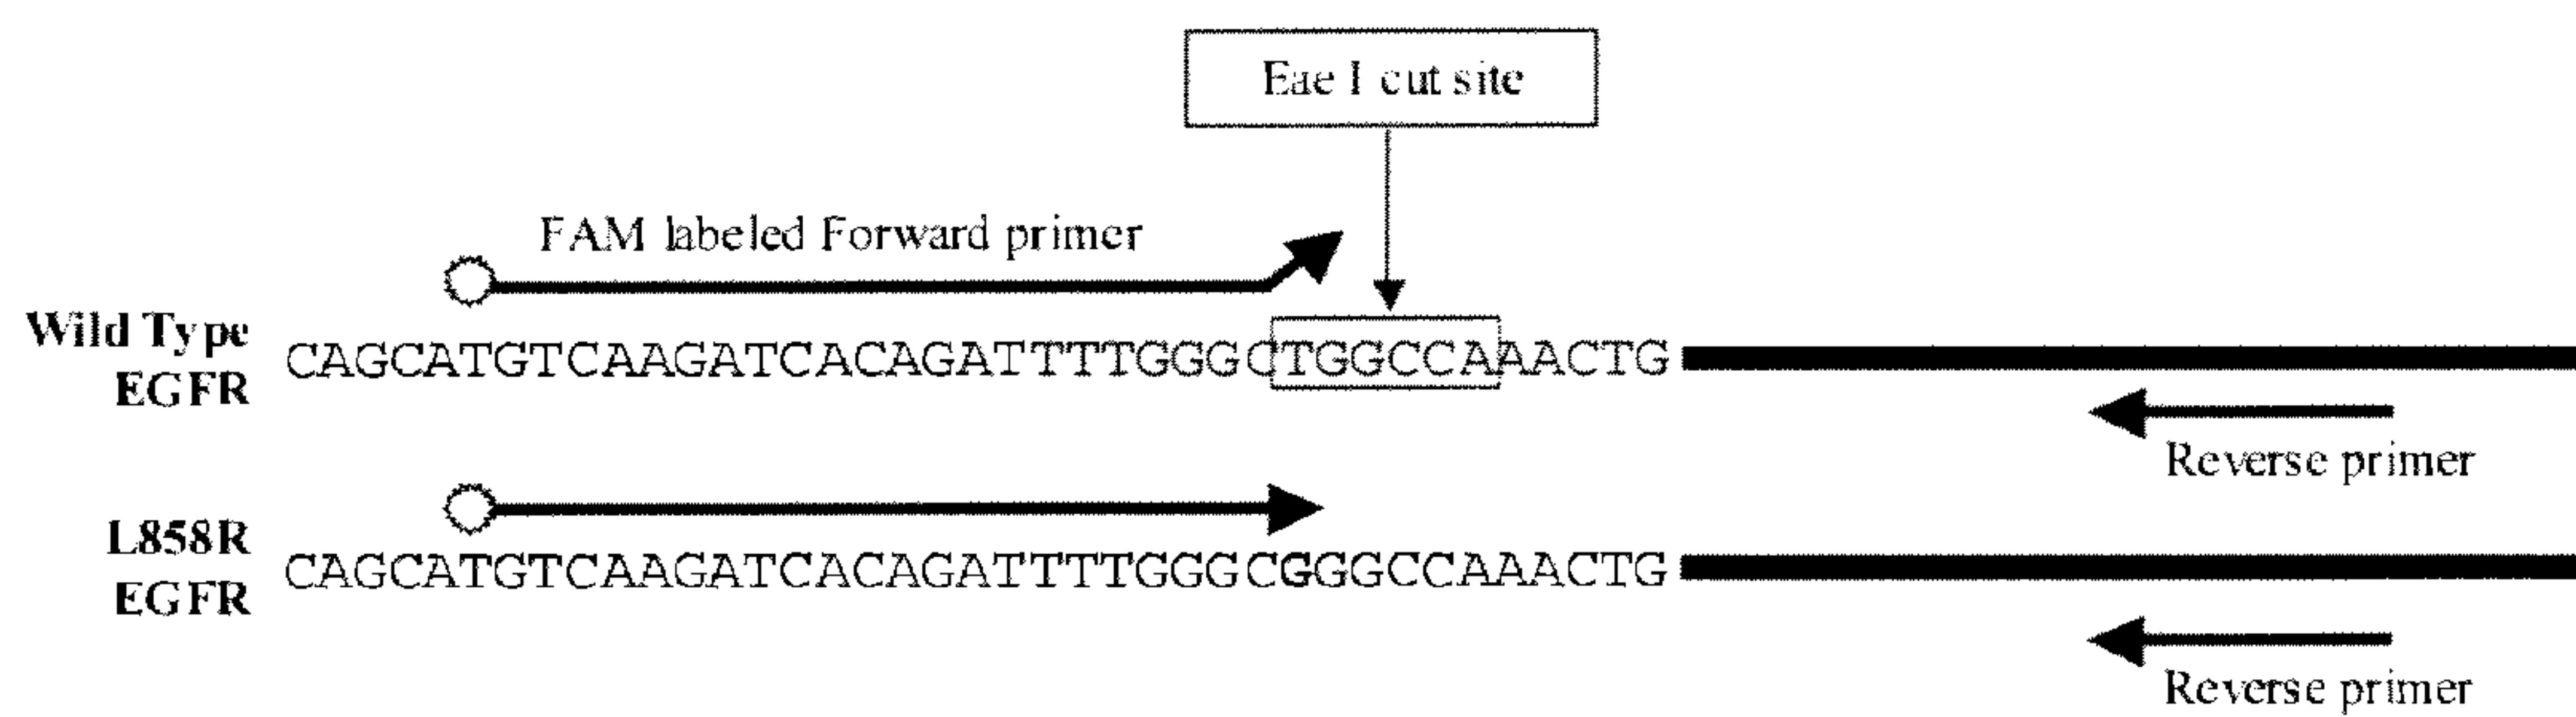 Eae I cut site
FAM labeled Forward primer
Wild Type
EGFR
CAGCATGTCAAGATCACAGATTTTGGGCTGGCCAAACTG
Reverse primer
L858R
EGFR
CAGCATGTCAAGATCACAGATTTTGGGCGGGCCAAACTG
Reverse primer